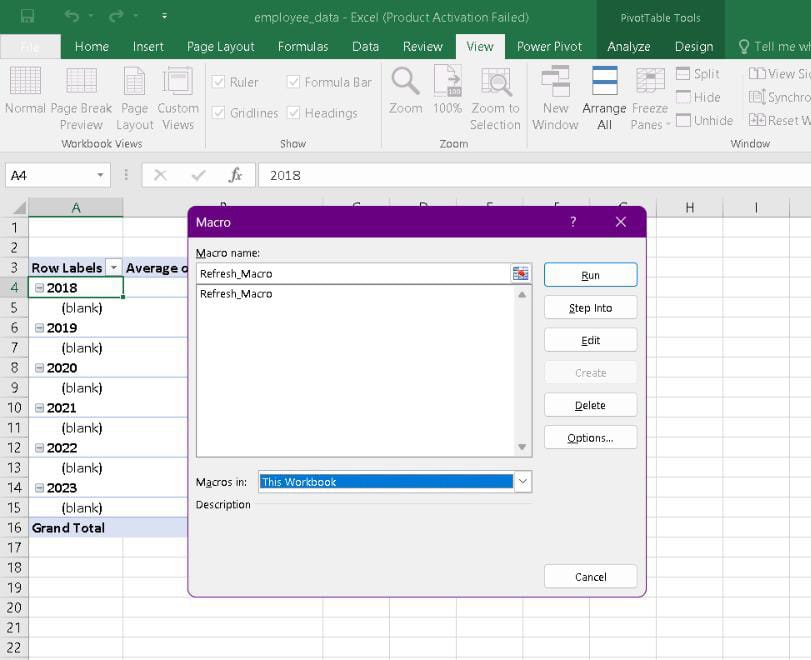 employee_data - Excel (Product Activation Failed)
PivotTable Tools
File Home Insert Page Layout Formulas Data Review View Power Pivot Analyze Design Tell me
Normal Page Break Preview Page Layout Custom Views
Workbook Views
Ruler Formula Bar
Gridlines Headings
Show
Zoom 100% Zoom to Selection
Zoom
New Window Arrange All Freeze Panes
Split
Hide
Unhide
View
Reset
Window
A4 fx 2018
A H I
1
2
3 Row Labels Average
4 2018
5 (blank)
6 2019
7 (blank)
8 2020
9 (blank)
10 2021
11 (blank)
12 2022
13 (blank)
14 2023
15 (blank)
16 Grand Total
17
18
19
20
21
22
Macro ?
Macro name:
Refresh_Macro
Refresh_Macro
Run
Step Into
Edit
Create
Delete
Options...
Macros in: This Workbook
Description
Cancel